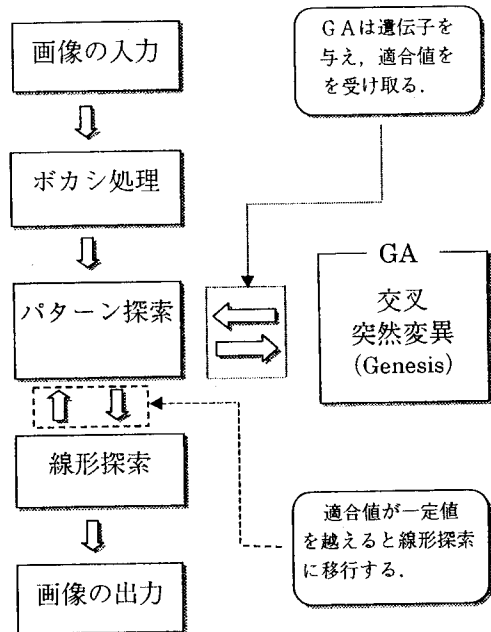 画像の入力
GAは遺伝子を
与え，適合値を
を受け取る．
ボカシ処理
パターン探索
GA
交叉
突然変異
(Genesis)
線形探索
適合値が一定値
を越えると線形探索
に移行する．
画像の出力